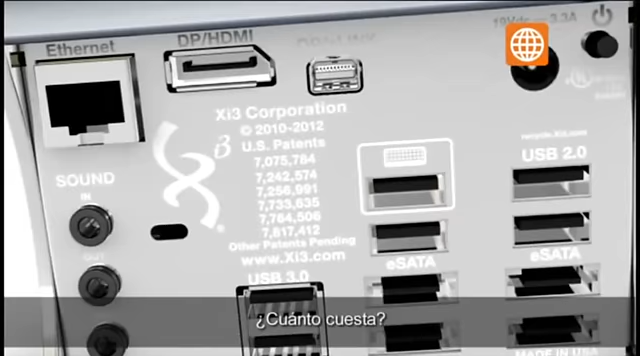 Ethernet
DP/HDMI
19Vdc 3.3A
Xi3 Corporation
© 2010-2012
U.S. Patents
7,075,784
7,242,574
7,256,991
7,733,635
7,764,506
7,817,412
Other Patents Pending
www.Xi3.com
SOUND
IN
OUT
USB 3.0
USB 2.0
eSATA
eSATA
¿Cuánto cuesta?
MADE IN USA